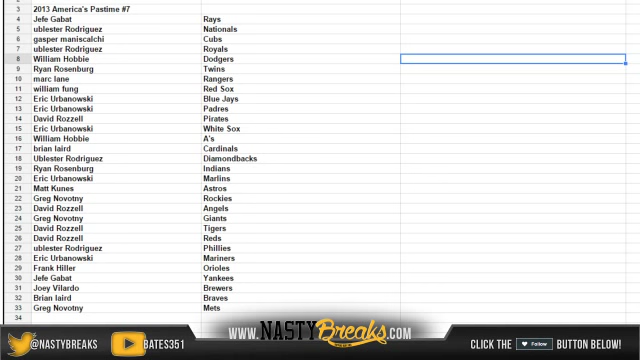 2
3 2013 America's Pastime #7
4 Jefe Gabat Rays
5 ublester Rodriguez Nationals
6 gasper maniscalchi Cubs
7 ublester Rodriguez Royals
8 William Hobbie Dodgers
9 Ryan Rosenburg Twins
10 marc lane Rangers
11 william fung Red Sox
12 Eric Urbanowski Blue Jays
13 Eric Urbanowski Padres
14 David Rozzell Pirates
15 Eric Urbanowski White Sox
16 William Hobbie A's
17 brian laird Cardinals
18 Ublester Rodriguez Diamondbacks
19 Ryan Rosenburg Indians
20 Eric Urbanowski Marlins
21 Matt Kunes Astros
22 Greg Novotny Rockies
23 David Rozzell Angels
24 Greg Novotny Giants
25 David Rozzell Tigers
26 David Rozzell Reds
27 ublester Rodriguez Phillies
28 Eric Urbanowski Mariners
29 Frank Hiller Orioles
30 Jefe Gabat Yankees
31 Joey Vilardo Brewers
32 Brian laird Braves
33 Greg Novotny Mets
34
@NASTYBREAKS BATES351 www.NASTYBreaks.com CLICK THE Follow BUTTON BELOW!